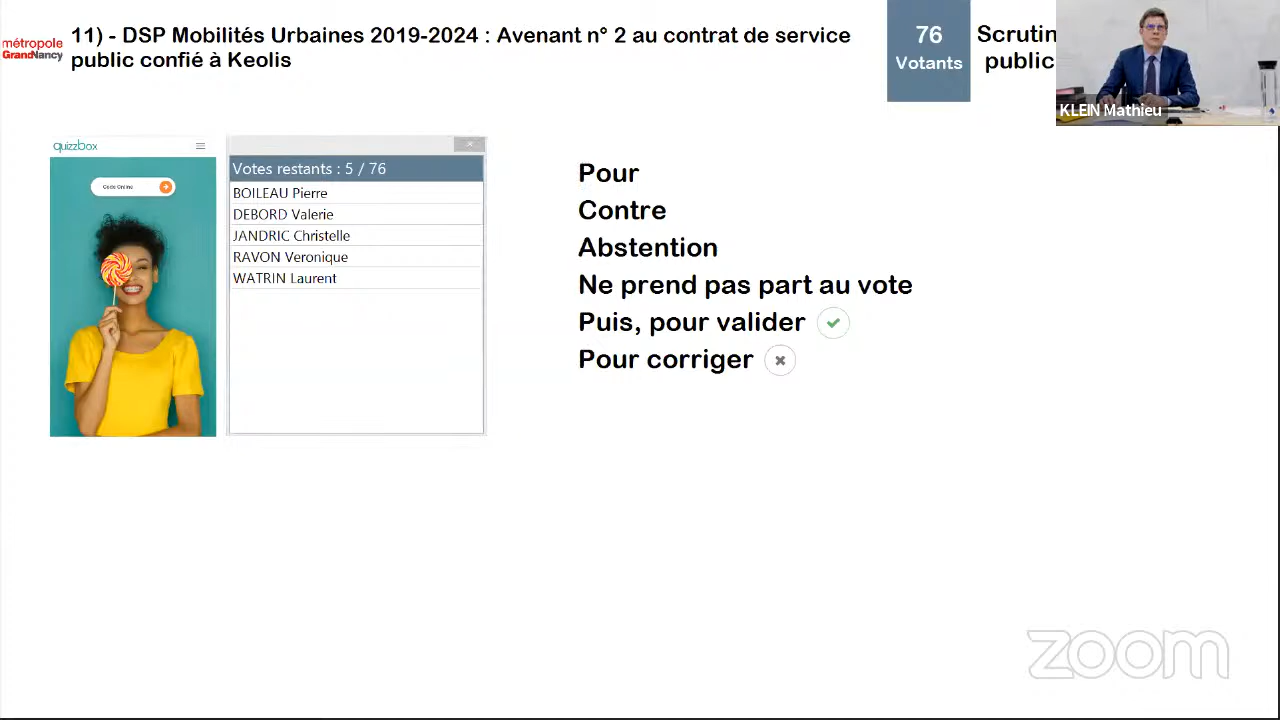 métropole
GrandNancy
11) - DSP Mobilités Urbaines 2019-2024 : Avenant n° 2 au contrat de service
public confié à Keolis
76
Votants
Scrutin
public
KLEIN Mathieu
quizzbox
Code Online
Votes restants : 5 / 76
BOILEAU Pierre
DEBORD Valerie
JANDRIC Christelle
RAVON Veronique
WATRIN Laurent
Pour
Contre
Abstention
Ne prend pas part au vote
Puis, pour valider
Pour corriger
zoom